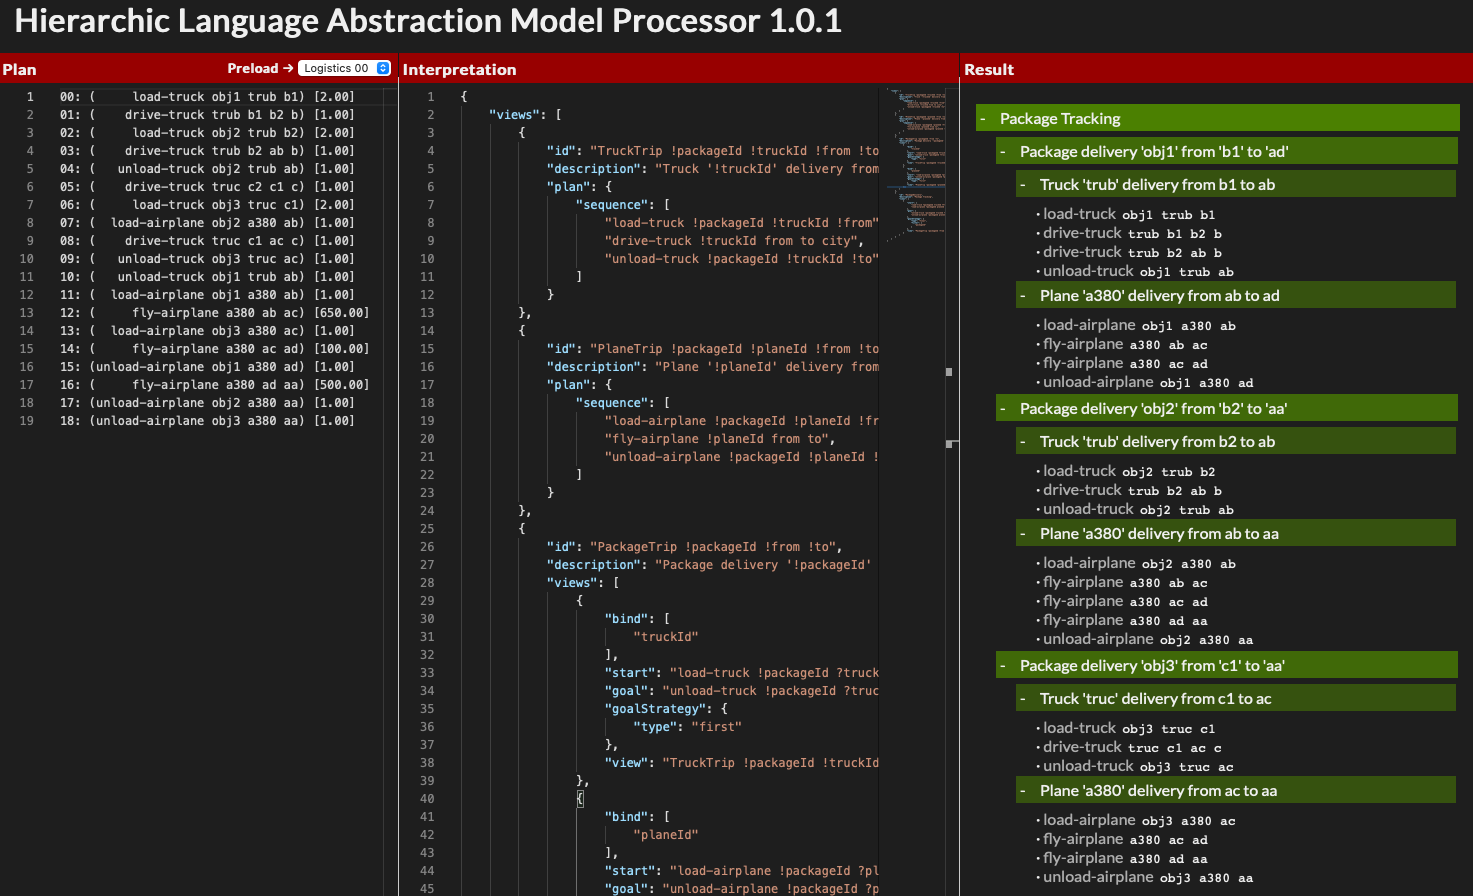 Hierarchic Language Abstraction Model Processor 1.0.1
Plan
Preload → Logistics 00
1 00: ( load-truck obj1 trub b1) [2.00]
2 01: ( drive-truck trub b1 b2 b) [1.00]
3 02: ( load-truck obj2 trub b2) [2.00]
4 03: ( drive-truck trub b2 ab b) [1.00]
5 04: ( unload-truck obj2 trub ab) [1.00]
6 05: ( drive-truck truc c2 c1 c) [1.00]
7 06: ( load-truck obj3 truc c1) [2.00]
8 07: ( load-airplane obj2 a380 ab) [1.00]
9 08: ( drive-truck truc c1 ac c) [1.00]
10 09: ( unload-truck obj3 truc ac) [1.00]
11 10: ( unload-truck obj1 trub ab) [1.00]
12 11: ( load-airplane obj1 a380 ab) [1.00]
13 12: ( fly-airplane a380 ab ac) [650.00]
14 13: ( load-airplane obj3 a380 ac) [1.00]
15 14: ( fly-airplane a380 ac ad) [100.00]
16 15: (unload-airplane obj1 a380 ad) [1.00]
17 16: ( fly-airplane a380 ad aa) [500.00]
18 17: (unload-airplane obj2 a380 aa) [1.00]
19 18: (unload-airplane obj3 a380 aa) [1.00]
Interpretation
1 {
2 "views": [
3 {
4 "id": "TruckTrip !packageId !truckId !from !to
5 "description": "Truck '!truckId' delivery from
6 "plan": {
7 "sequence": [
8 "load-truck !packageId !truckId !from"
9 "drive-truck !truckId from to city",
10 "unload-truck !packageId !truckId !to"
11 ]
12 }
13 },
14 {
15 "id": "PlaneTrip !packageId !planeId !from !to
16 "description": "Plane '!planeId' delivery from
17 "plan": {
18 "sequence": [
19 "load-airplane !packageId !planeId !fr
20 "fly-airplane !planeId from to",
21 "unload-airplane !packageId !planeId !
22 ]
23 }
24 },
25 {
26 "id": "PackageTrip !packageId !from !to",
27 "description": "Package delivery '!packageId'
28 "views": [
29 {
30 "bind": [
31 "truckId"
32 ],
33 "start": "load-truck !packageId ?truck
34 "goal": "unload-truck !packageId ?truc
35 "goalStrategy": {
36 "type": "first"
37 },
38 "view": "TruckTrip !packageId !truckId
39 },
40 {
41 "bind": [
42 "planeId"
43 ],
44 "start": "load-airplane !packageId ?pl
45 "goal": "unload-airplane !packageId ?p
Result
- Package Tracking
- Package delivery 'obj1' from 'b1' to 'ad'
- Truck 'trub' delivery from b1 to ab
• load-truck obj1 trub b1
• drive-truck trub b1 b2 b
• drive-truck trub b2 ab b
• unload-truck obj1 trub ab
- Plane 'a380' delivery from ab to ad
• load-airplane obj1 a380 ab
• fly-airplane a380 ab ac
• fly-airplane a380 ac ad
• unload-airplane obj1 a380 ad
- Package delivery 'obj2' from 'b2' to 'aa'
- Truck 'trub' delivery from b2 to ab
• load-truck obj2 trub b2
• drive-truck trub b2 ab b
• unload-truck obj2 trub ab
- Plane 'a380' delivery from ab to aa
• load-airplane obj2 a380 ab
• fly-airplane a380 ab ac
• fly-airplane a380 ac ad
• fly-airplane a380 ad aa
• unload-airplane obj2 a380 aa
- Package delivery 'obj3' from 'c1' to 'aa'
- Truck 'truc' delivery from c1 to ac
• load-truck obj3 truc c1
• drive-truck truc c1 ac c
• unload-truck obj3 truc ac
- Plane 'a380' delivery from ac to aa
• load-airplane obj3 a380 ac
• fly-airplane a380 ac ad
• fly-airplane a380 ad aa
• unload-airplane obj3 a380 aa